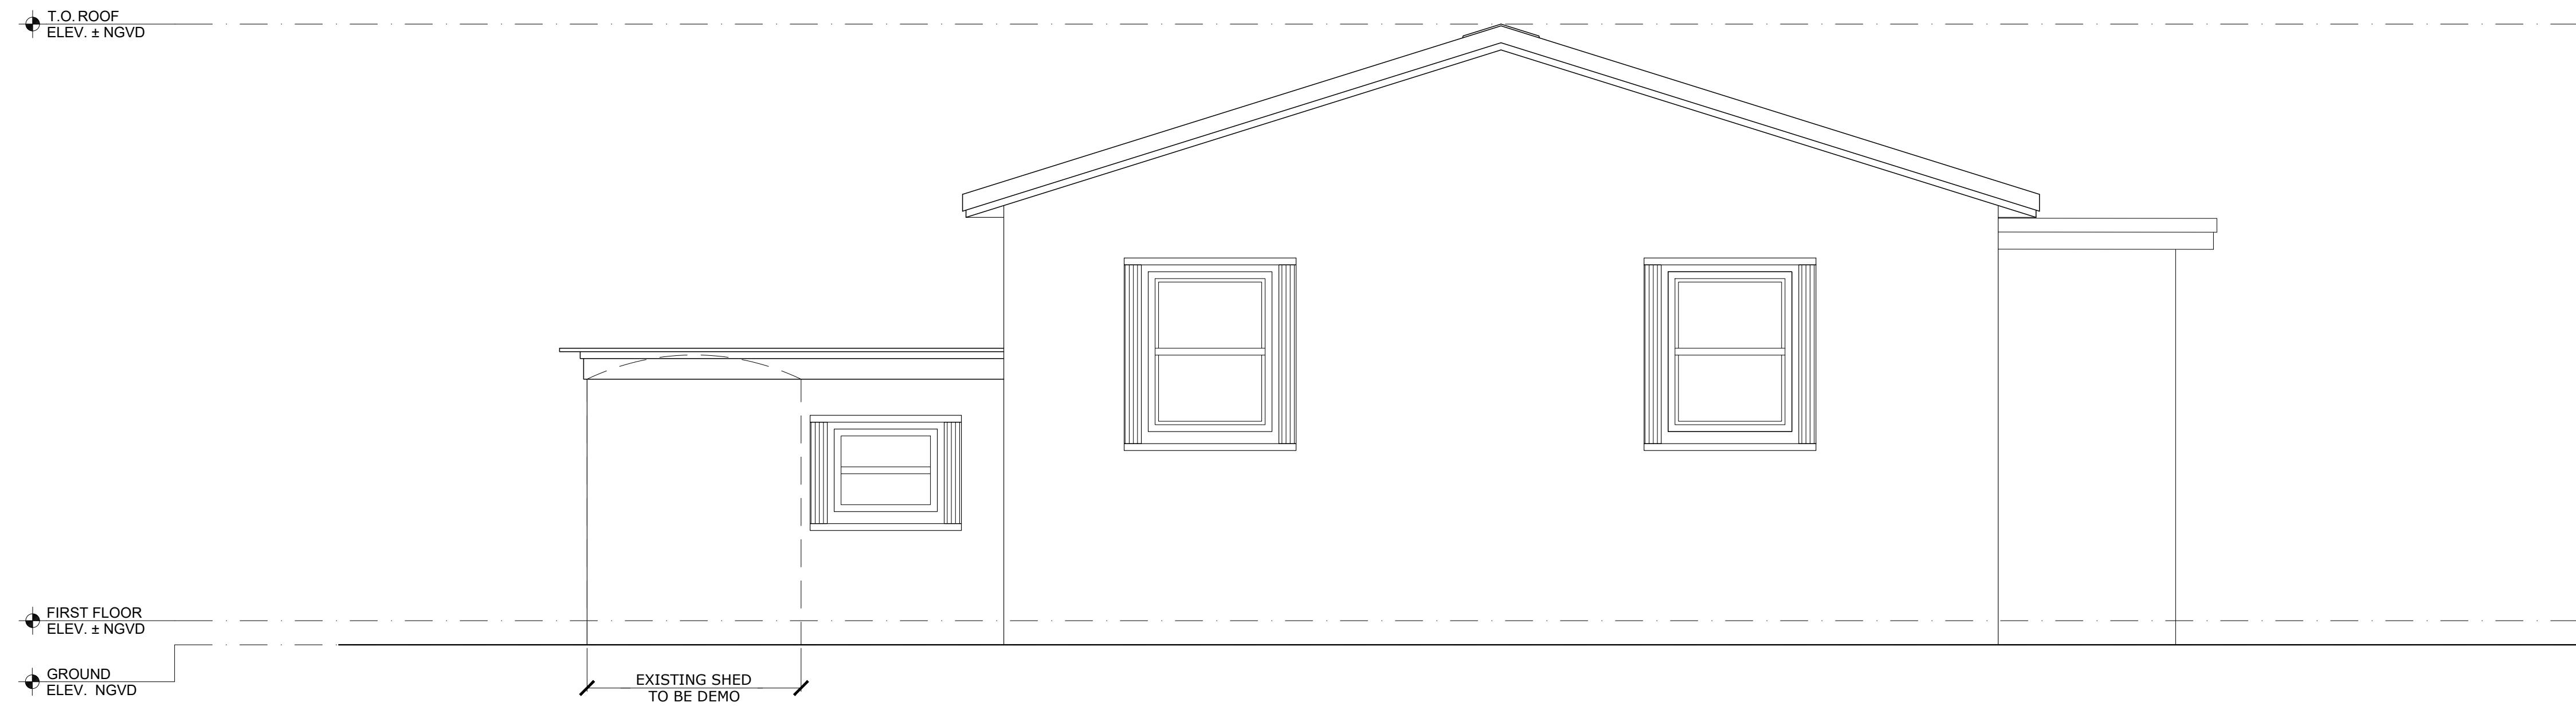 T.O. ROOF
ELEV. ± NGVD
FIRST FLOOR
ELEV. ± NGVD
GROUND
ELEV. NGVD
EXISTING SHED
TO BE DEMO